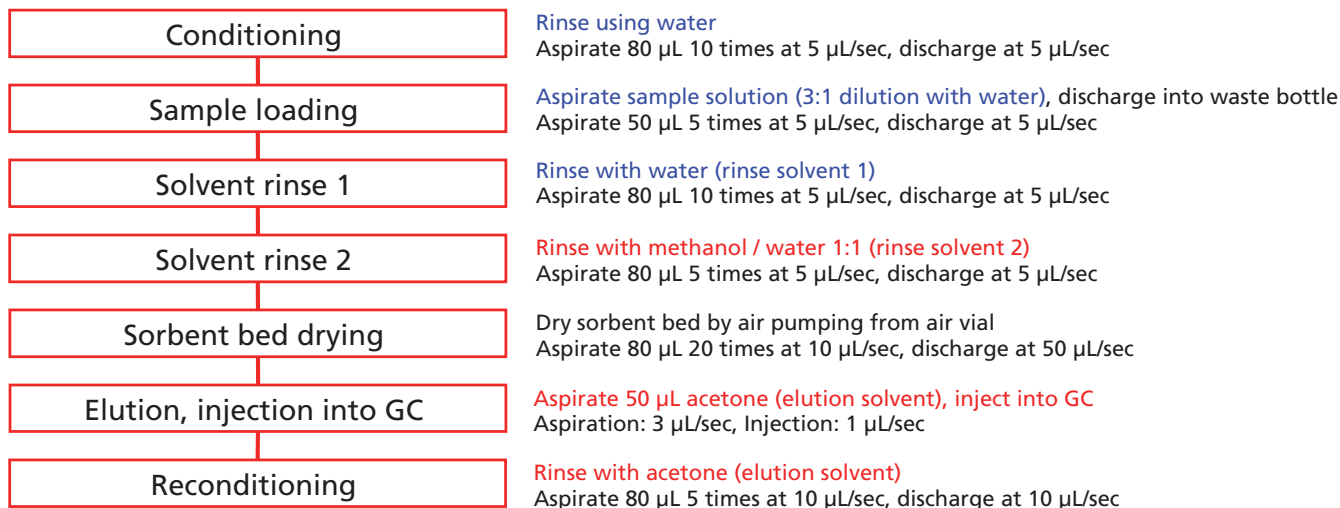 Conditioning
Rinse using water
Aspirate 80 µL 10 times at 5 µL/sec, discharge at 5 µL/sec
Sample loading
Aspirate sample solution (3:1 dilution with water), discharge into waste bottle
Aspirate 50 µL 5 times at 5 µL/sec, discharge at 5 µL/sec
Solvent rinse 1
Rinse with water (rinse solvent 1)
Aspirate 80 µL 10 times at 5 µL/sec, discharge at 5 µL/sec
Solvent rinse 2
Rinse with methanol / water 1:1 (rinse solvent 2)
Aspirate 80 µL 5 times at 5 µL/sec, discharge at 5 µL/sec
Sorbent bed drying
Dry sorbent bed by air pumping from air vial
Aspirate 80 µL 20 times at 10 µL/sec, discharge at 50 µL/sec
Elution, injection into GC
Aspirate 50 µL acetone (elution solvent), inject into GC
Aspiration: 3 µL/sec, Injection: 1 µL/sec
Reconditioning
Rinse with acetone (elution solvent)
Aspirate 80 µL 5 times at 10 µL/sec, discharge at 10 µL/sec